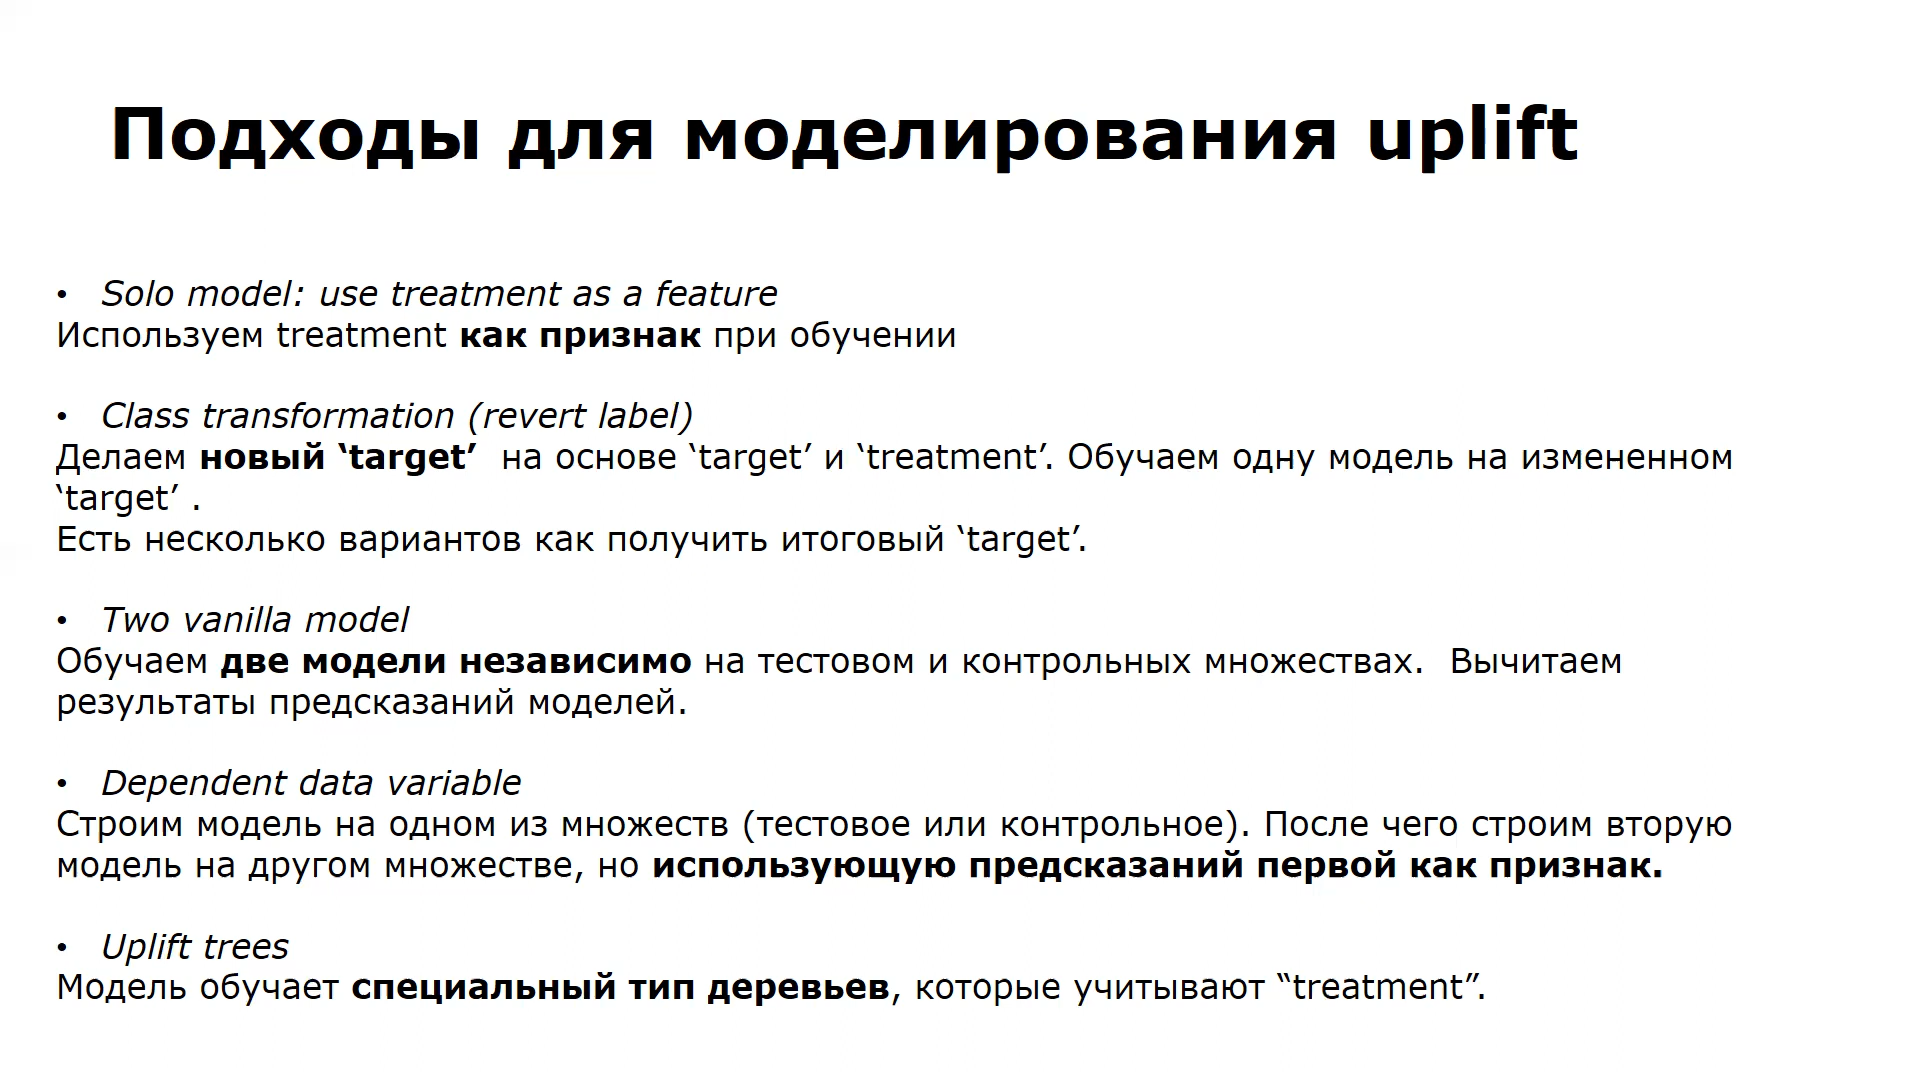 Подходы для моделирования uplift
• Solo model: use treatment as a feature
Используем treatment как признак при обучении
• Class transformation (revert label)
Делаем новый ‘target’ на основе ‘target’ и ‘treatment’. Обучаем одну модель на измененном
‘target’ .
Есть несколько вариантов как получить итоговый ‘target’.
• Two vanilla model
Обучаем две модели независимо на тестовом и контрольных множествах. Вычитаем
результаты предсказаний моделей.
• Dependent data variable
Строим модель на одном из множеств (тестовое или контрольное). После чего строим вторую
модель на другом множестве, но использующую предсказаний первой как признак.
• Uplift trees
Модель обучает специальный тип деревьев, которые учитывают “treatment”.